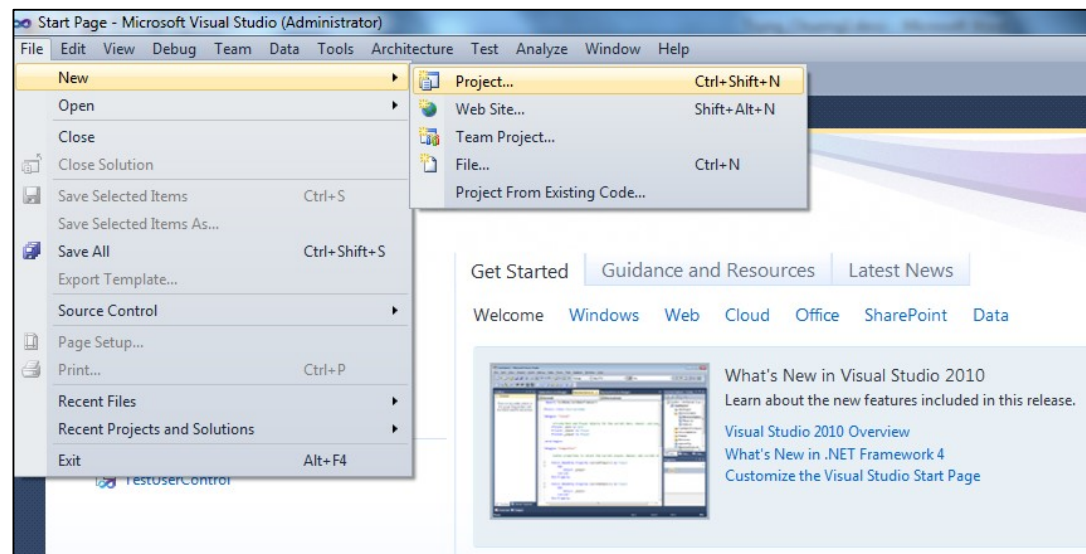 Start Page - Microsoft Visual Studio (Administrator)
File Edit View Debug Team Data Tools Architecture Test Analyze Window Help
New
Open
Close
Close Solution
Save Selected Items Ctrl+S
Save Selected Items As...
Save All Ctrl+Shift+S
Export Template...
Source Control
Page Setup...
Print... Ctrl+P
Recent Files
Recent Projects and Solutions
Exit Alt+F4
Project... Ctrl+Shift+N
Web Site... Shift+Alt+N
Team Project...
File... Ctrl+N
Project From Existing Code...
TestUserControl
Get Started Guidance and Resources Latest News
Welcome Windows Web Cloud Office SharePoint Data
What's New in Visual Studio 2010
Learn about the new features included in this release.
Visual Studio 2010 Overview
What's New in .NET Framework 4
Customize the Visual Studio Start Page